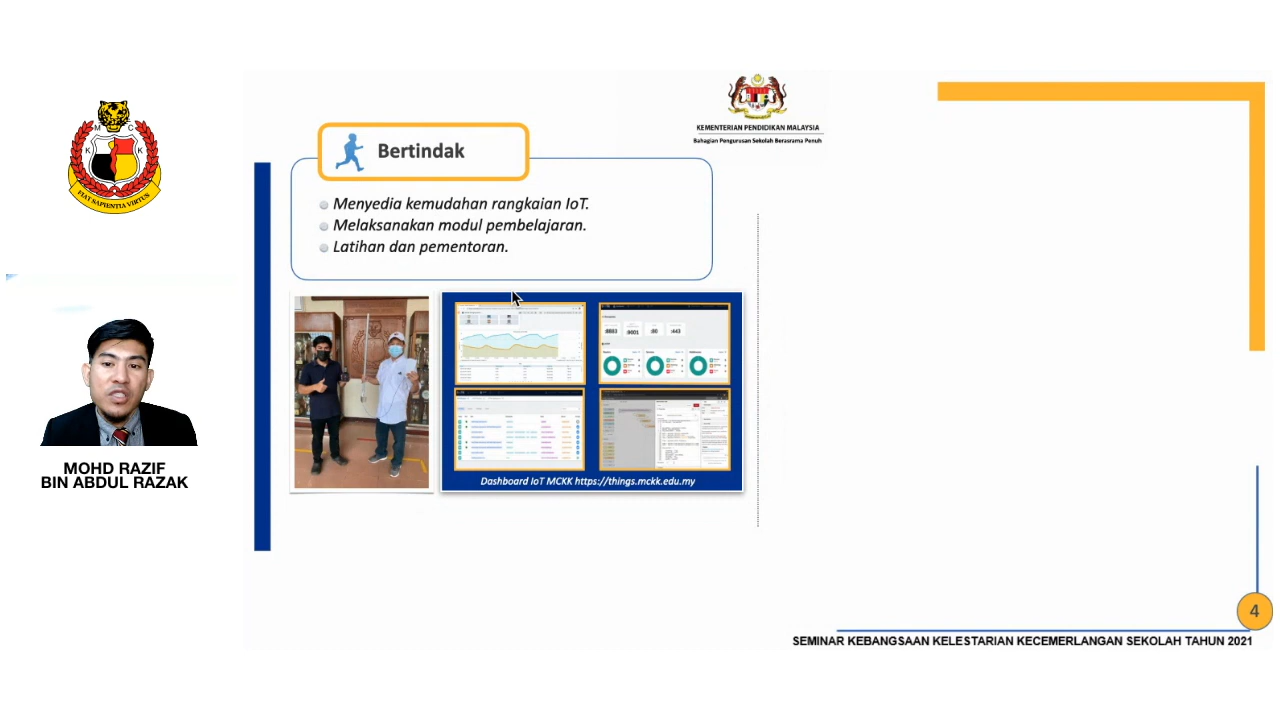 M C
K K
FIAT SAPIENTIA VIRTUS
MOHD RAZIF
BIN ABDUL RAZAK
KEMENTERIAN PENDIDIKAN MALAYSIA
Bahagian Pengurusan Sekolah Berasrama Penuh
Bertindak
Menyedia kemudahan rangkaian IoT.
Melaksanakan modul pembelajaran.
Latihan dan pementoran.
Dashboard IoT MCKK https://things.mckk.edu.my
4
SEMINAR KEBANGSAAN KELESTARIAN KECEMERLANGAN SEKOLAH TAHUN 2021